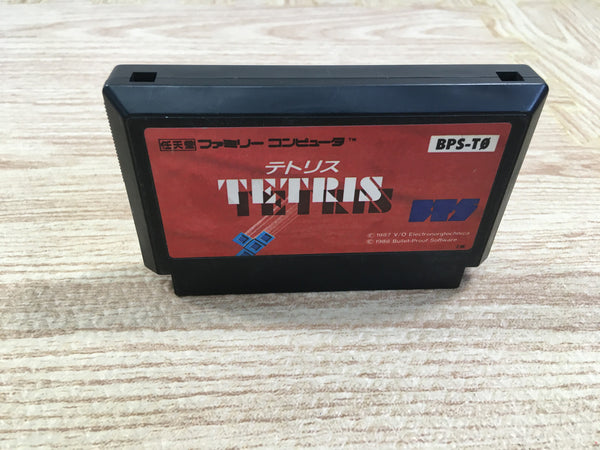 任天堂 ファミリー コンピュータ™
BPS-TØ
テトリス
TETRIS
BPS
© 1987 V/O Electronorgtechnica
© 1988 Bullet-Proof Software